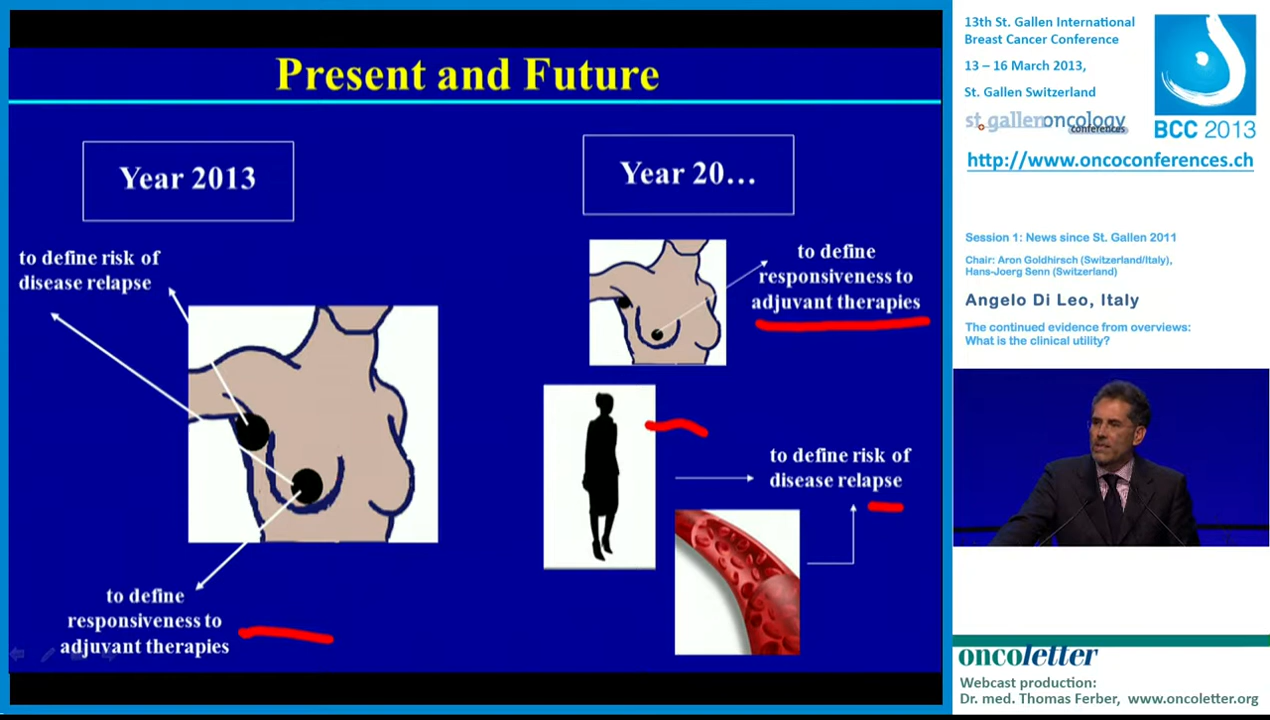 Present and Future
Year 2013
to define risk of
disease relapse
to define
responsiveness to
adjuvant therapies
Year 20…
to define
responsiveness to
adjuvant therapies
to define risk of
disease relapse
13th St. Gallen International
Breast Cancer Conference
13 – 16 March 2013,
St. Gallen Switzerland
st.gallenoncology
conferences
BCC 2013
http://www.oncoconferences.ch
Session 1: News since St. Gallen 2011
Chair: Aron Goldhirsch (Switzerland/Italy),
Hans-Joerg Senn (Switzerland)
Angelo Di Leo, Italy
The continued evidence from overviews:
What is the clinical utility?
oncoletter
Webcast production:
Dr. med. Thomas Ferber, www.oncoletter.org